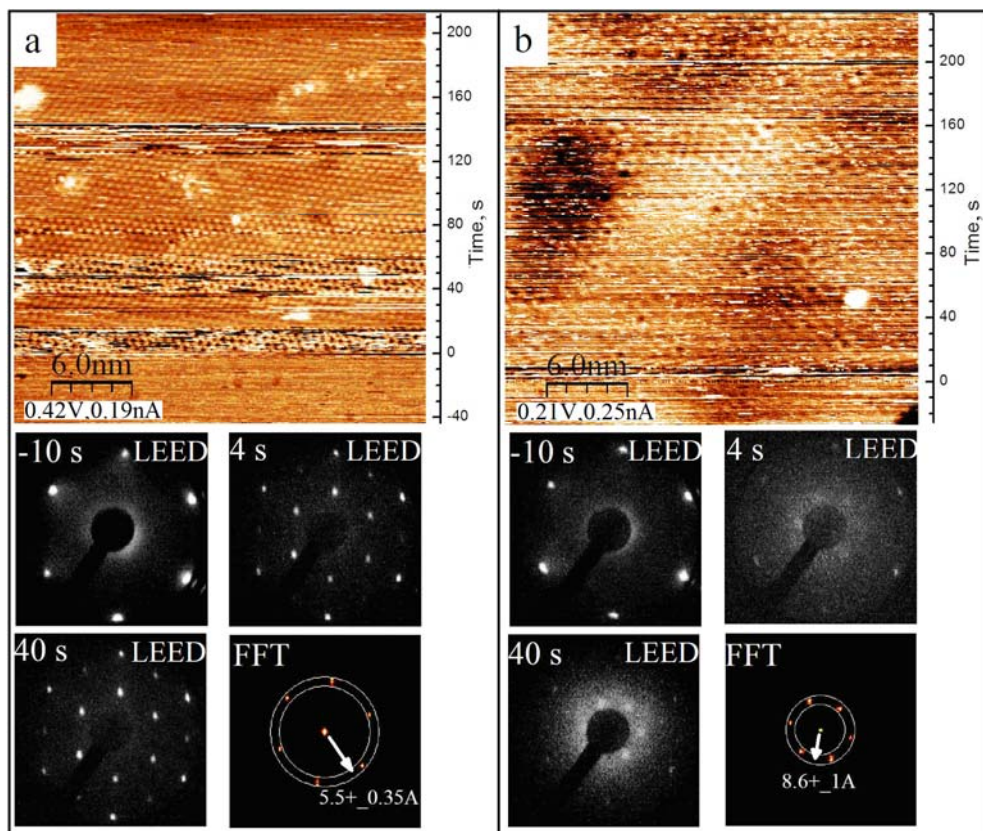 a
200
160
120
80
40
0
-40
Time, s
6.0nm
0.42V,0.19nA
-10 s
LEED
4 s
LEED
40 s
LEED
FFT
5.5+_0.35A
b
200
160
120
80
40
0
Time, s
6.0nm
0.21V,0.25nA
-10 s
LEED
4 s
LEED
40 s
LEED
FFT
8.6+_1A